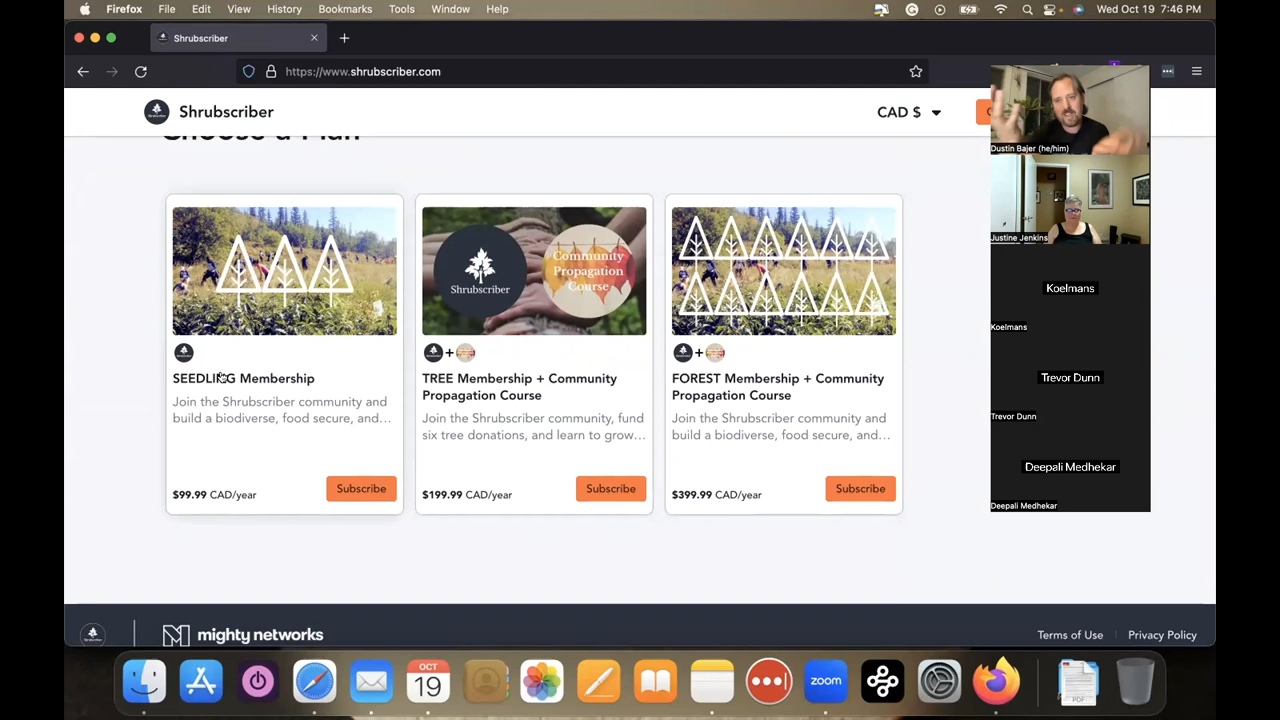 Firefox File Edit View History Bookmarks Tools Window Help
Wed Oct 19 7:46 PM
Shrubscriber
https://www.shrubscriber.com
Shrubscriber
CAD $
Choose a Plan
Shrubscriber
Community
Propagation
Course
SEEDLING Membership
Join the Shrubscriber community and
build a biodiverse, food secure, and...
$99.99 CAD/year
Subscribe
TREE Membership + Community
Propagation Course
Join the Shrubscriber community, fund
six tree donations, and learn to grow...
$199.99 CAD/year
Subscribe
FOREST Membership + Community
Propagation Course
Join the Shrubscriber community and
build a biodiverse, food secure, and...
$399.99 CAD/year
Subscribe
Dustin Bajer (he/him)
Justine Jenkins
Koelmans
Koelmans
Trevor Dunn
Trevor Dunn
Deepali Medhekar
Deepali Medhekar
mighty networks
Terms of Use
Privacy Policy
OCT
19
zoom
PDF